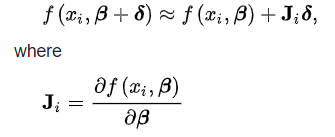 f (xᵢ, β + δ) ≈ f (xᵢ, β) + Jᵢδ,
where
Jᵢ = ∂f (xᵢ, β) / ∂β